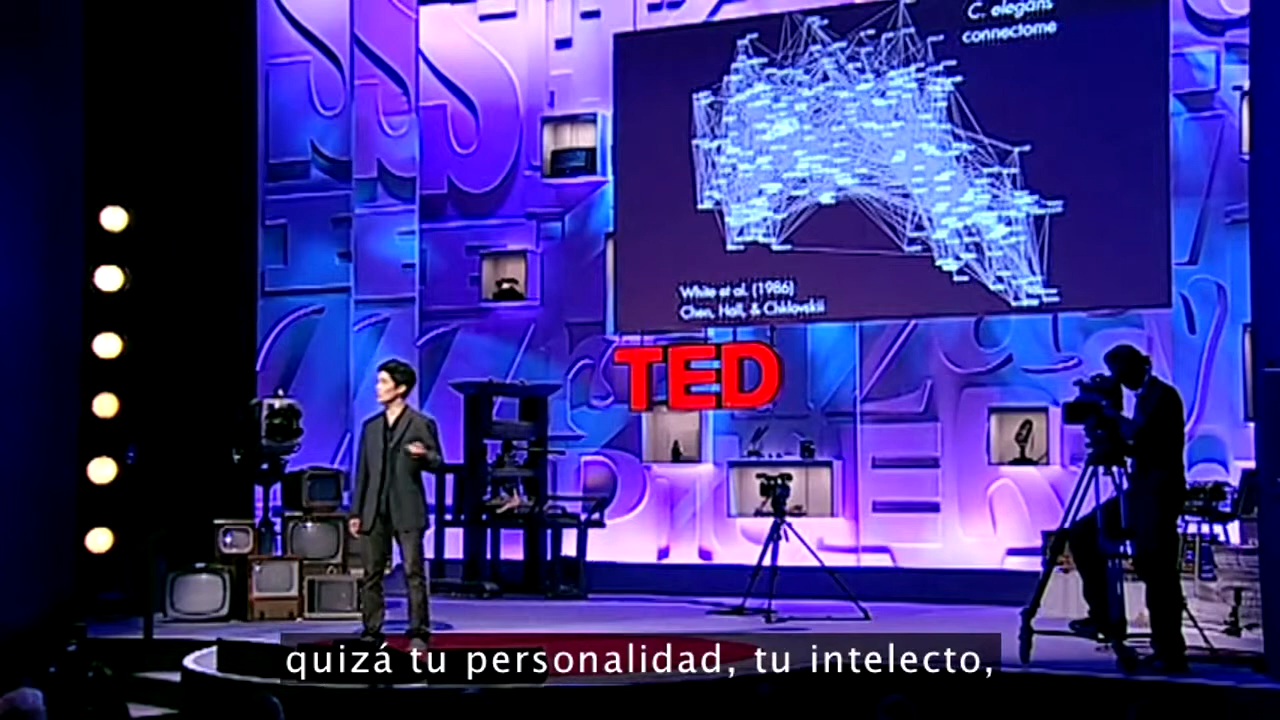 C. elegans
connectome
White et al. (1986)
Chen, Hall, & Chklovskii
TED
quizá tu personalidad, tu intelecto,